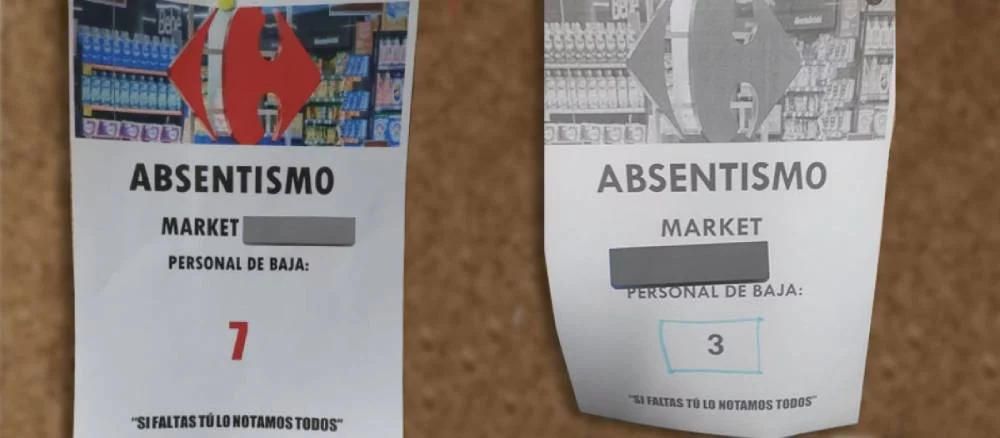 ABSENTISMO
MARKET
PERSONAL DE BAJA:
7
"SI FALTAS TÚ LO NOTAMOS TODOS"
ABSENTISMO
MARKET
PERSONAL DE BAJA:
3
"SI FALTAS TÚ LO NOTAMOS TODOS"